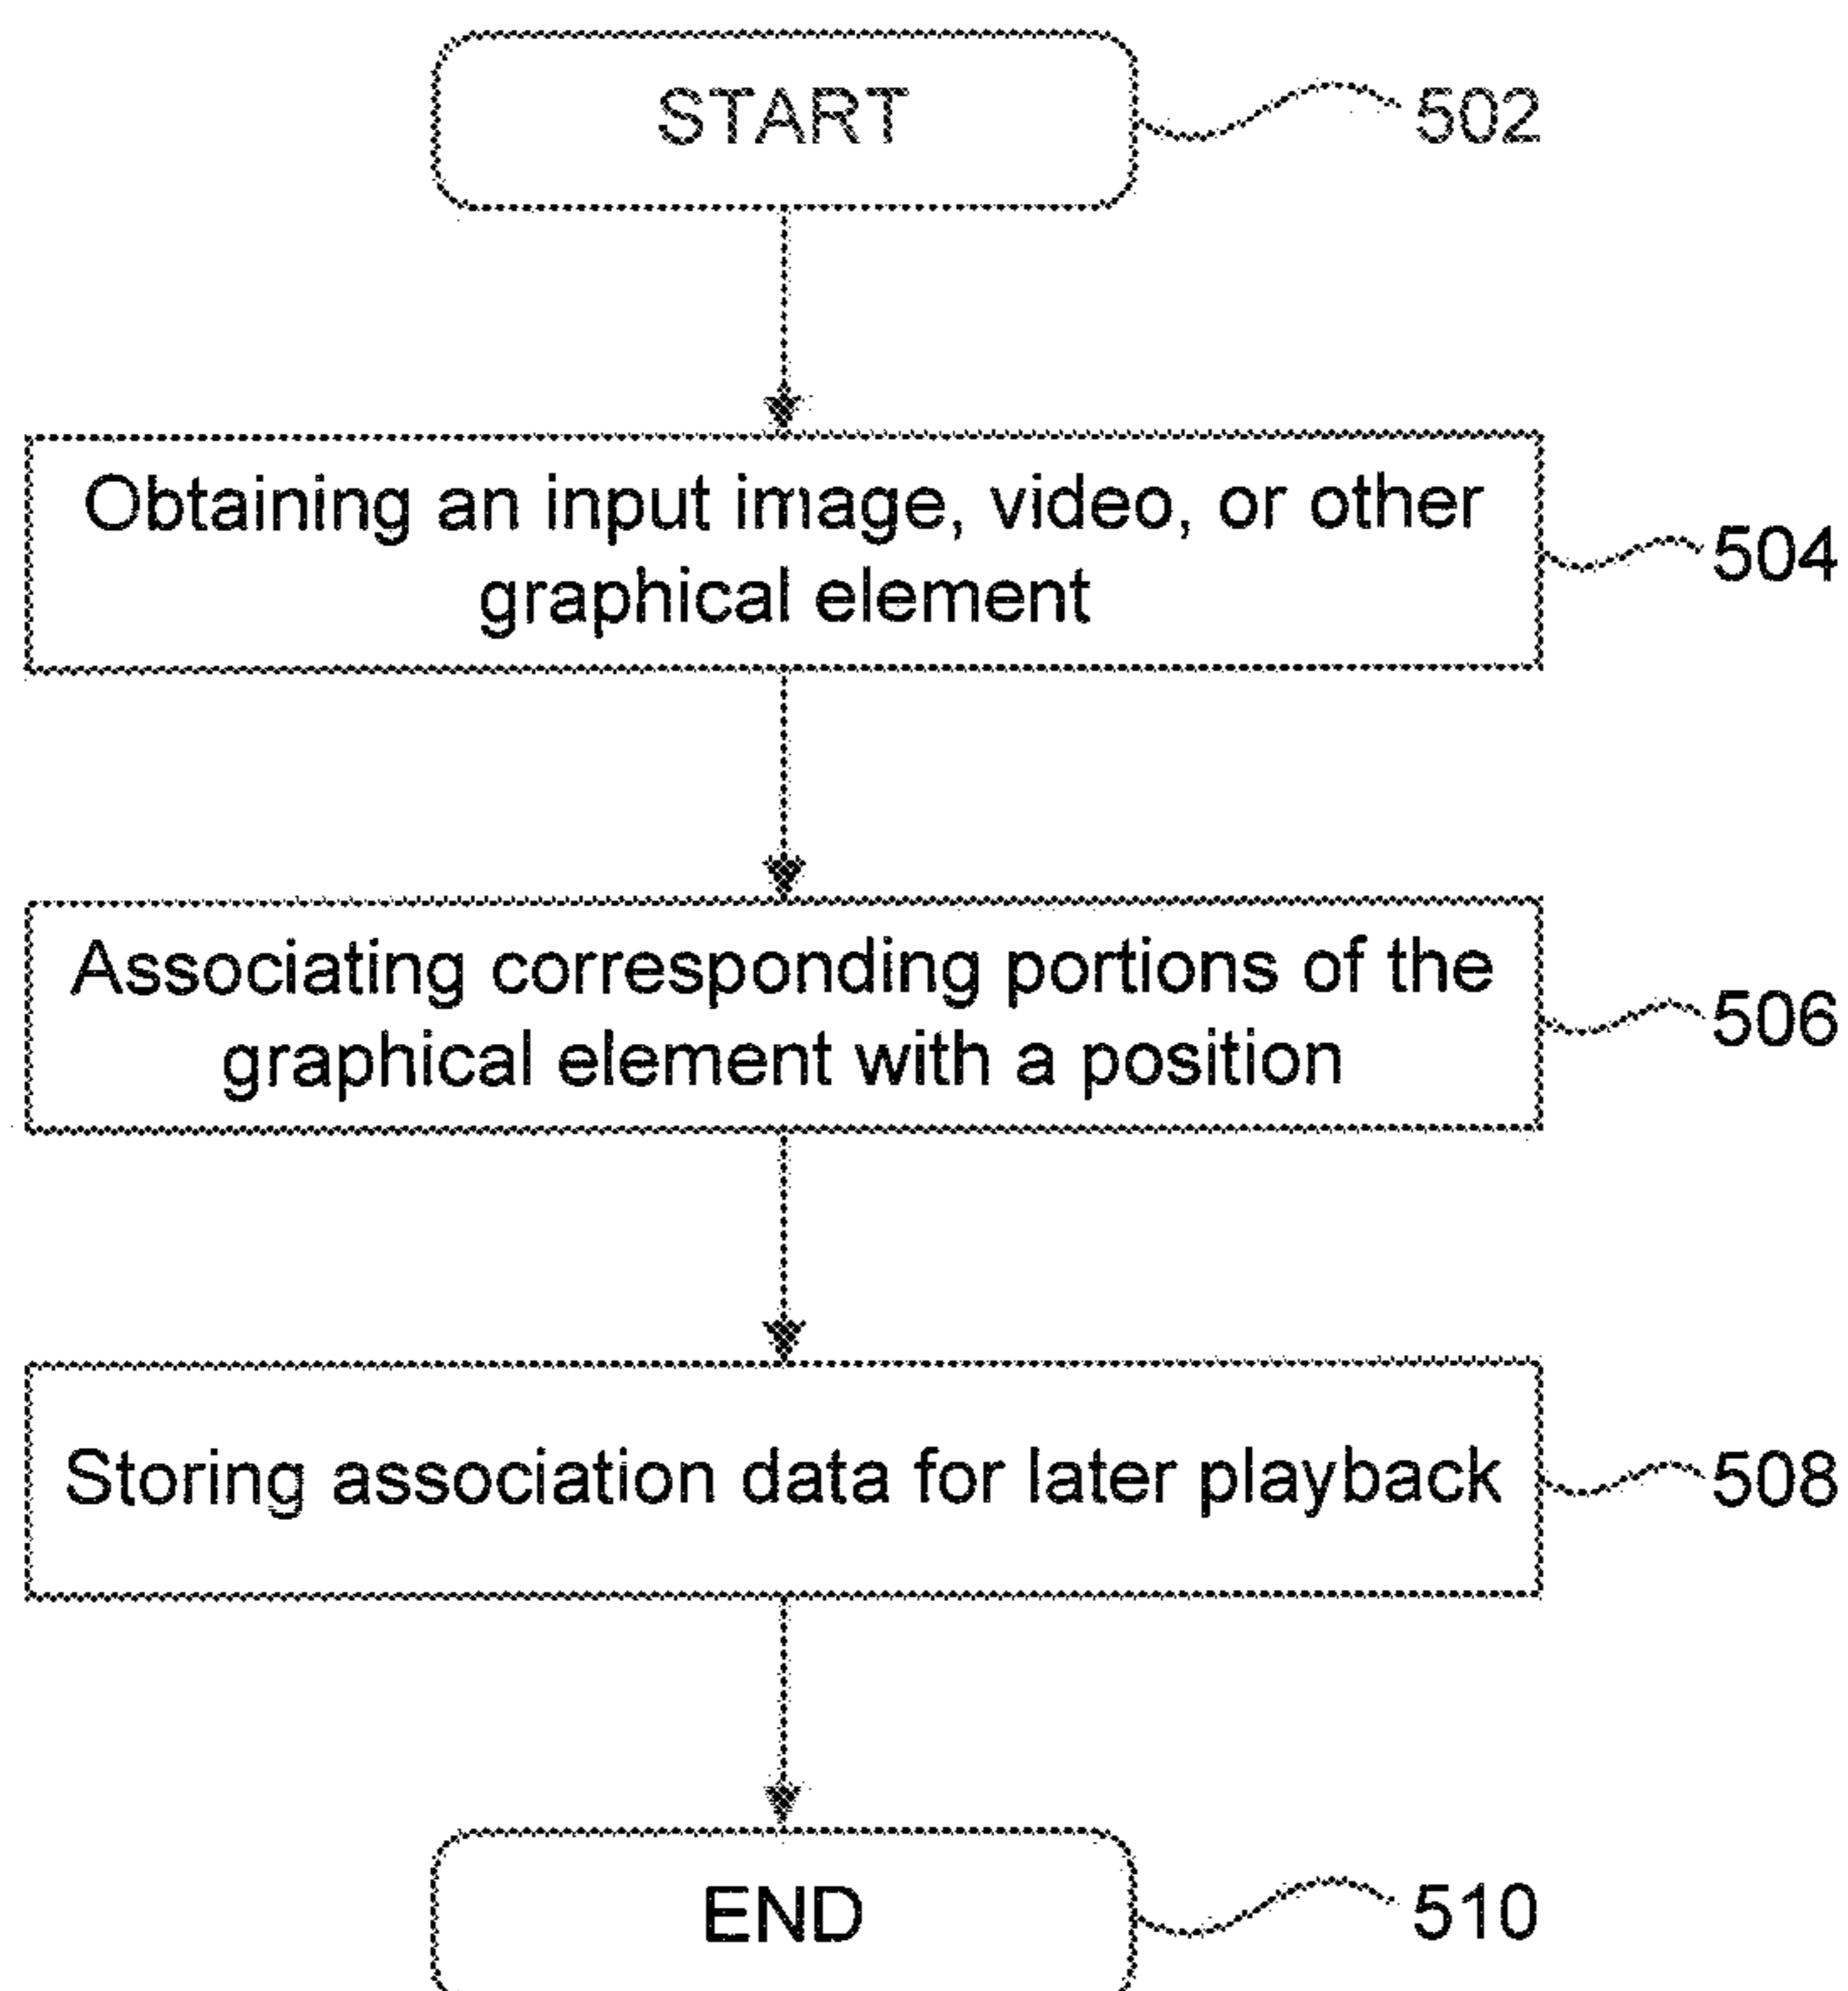 START
502
Obtaining an input image, video, or other
graphical element
504
Associating corresponding portions of the
graphical element with a position
506
Storing association data for later playback
508
END
510